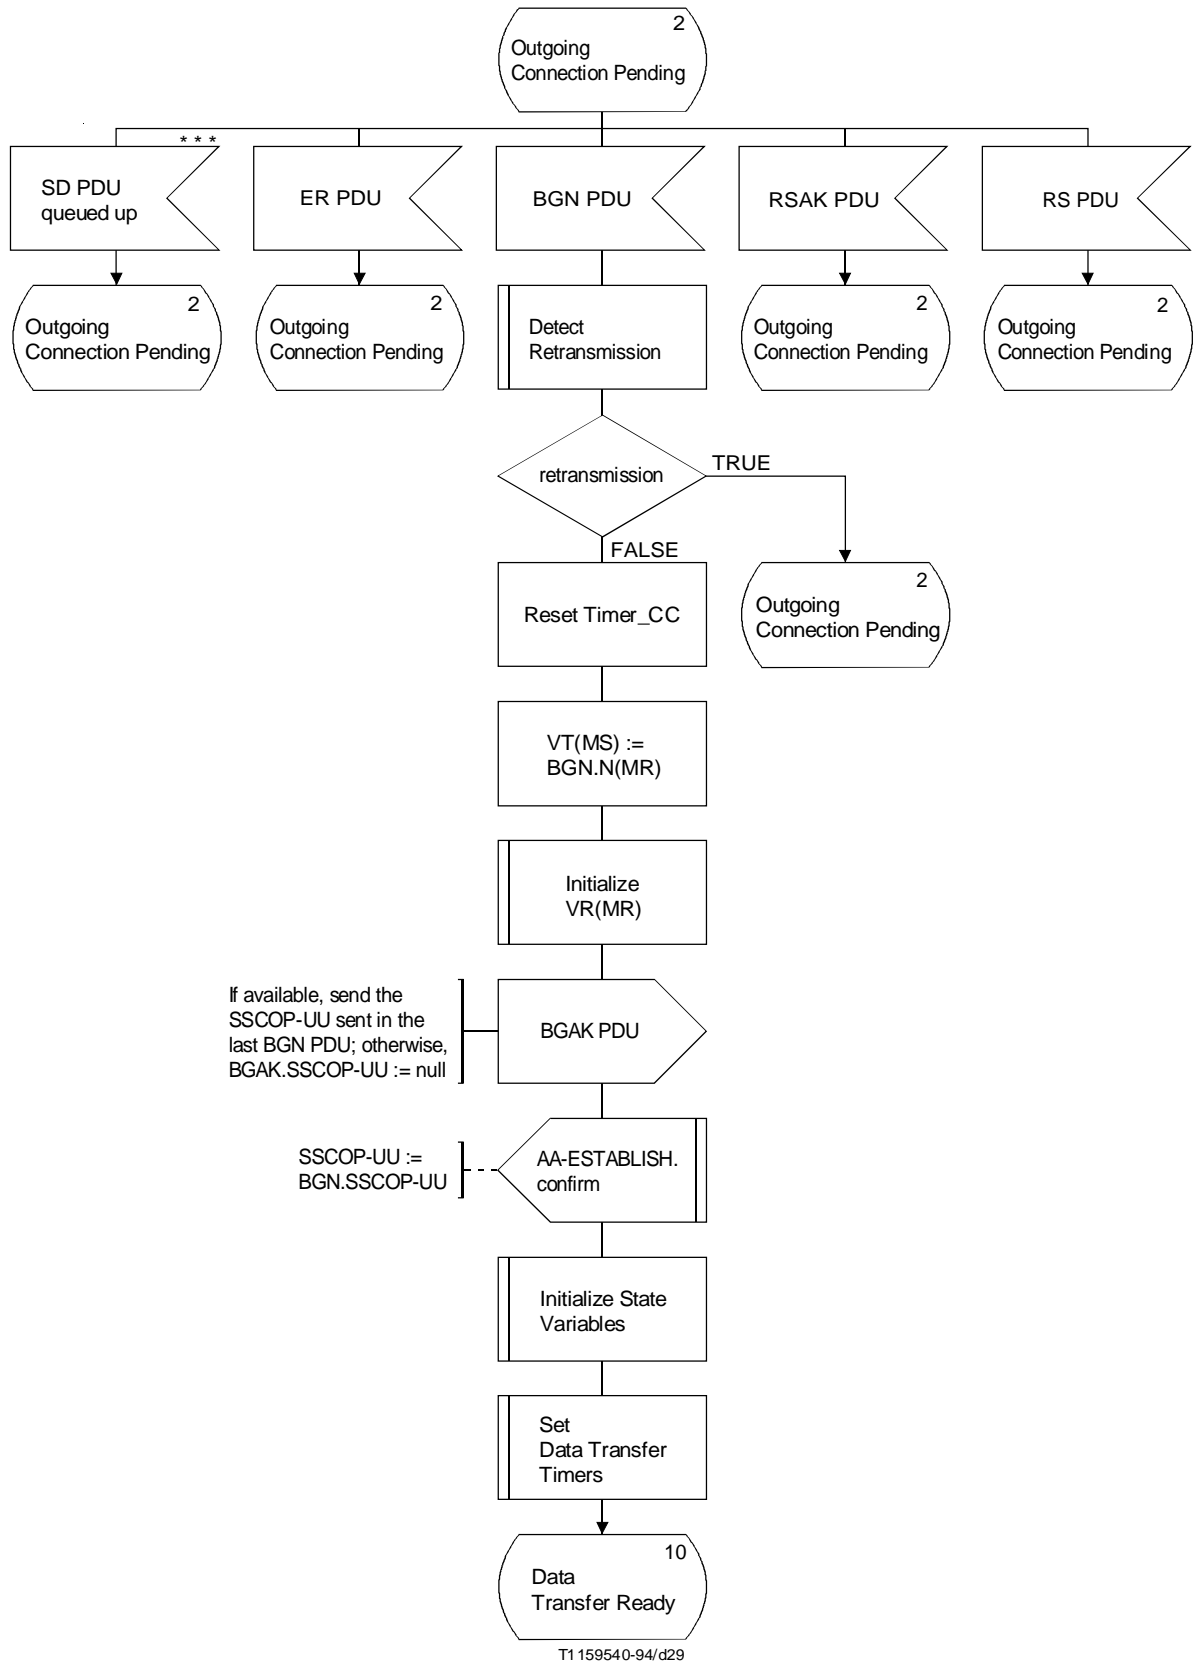 2
Outgoing
Connection Pending
* * *
SD PDU
queued up
ER PDU
BGN PDU
RSAK PDU
RS PDU
2
Outgoing
Connection Pending
2
Outgoing
Connection Pending
Detect
Retransmission
2
Outgoing
Connection Pending
2
Outgoing
Connection Pending
retransmission
TRUE
FALSE
Reset Timer_CC
2
Outgoing
Connection Pending
VT(MS) :=
BGN.N(MR)
Initialize
VR(MR)
If available, send the
SSCOP-UU sent in the
last BGN PDU; otherwise,
BGAK.SSCOP-UU := null
BGAK PDU
SSCOP-UU :=
BGN.SSCOP-UU
AA-ESTABLISH.
confirm
Initialize State
Variables
Set
Data Transfer
Timers
10
Data
Transfer Ready
T1159540-94/d29